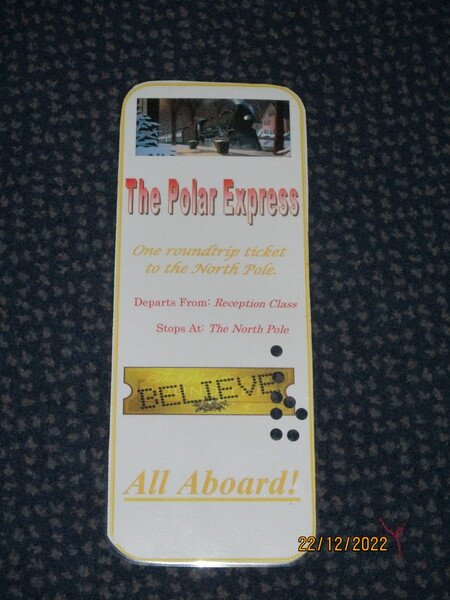 The Polar Express
One roundtrip ticket
to the North Pole.
Departs From: Reception Class
Stops At: The North Pole
BELIEVE
All Aboard!
22/12/2022